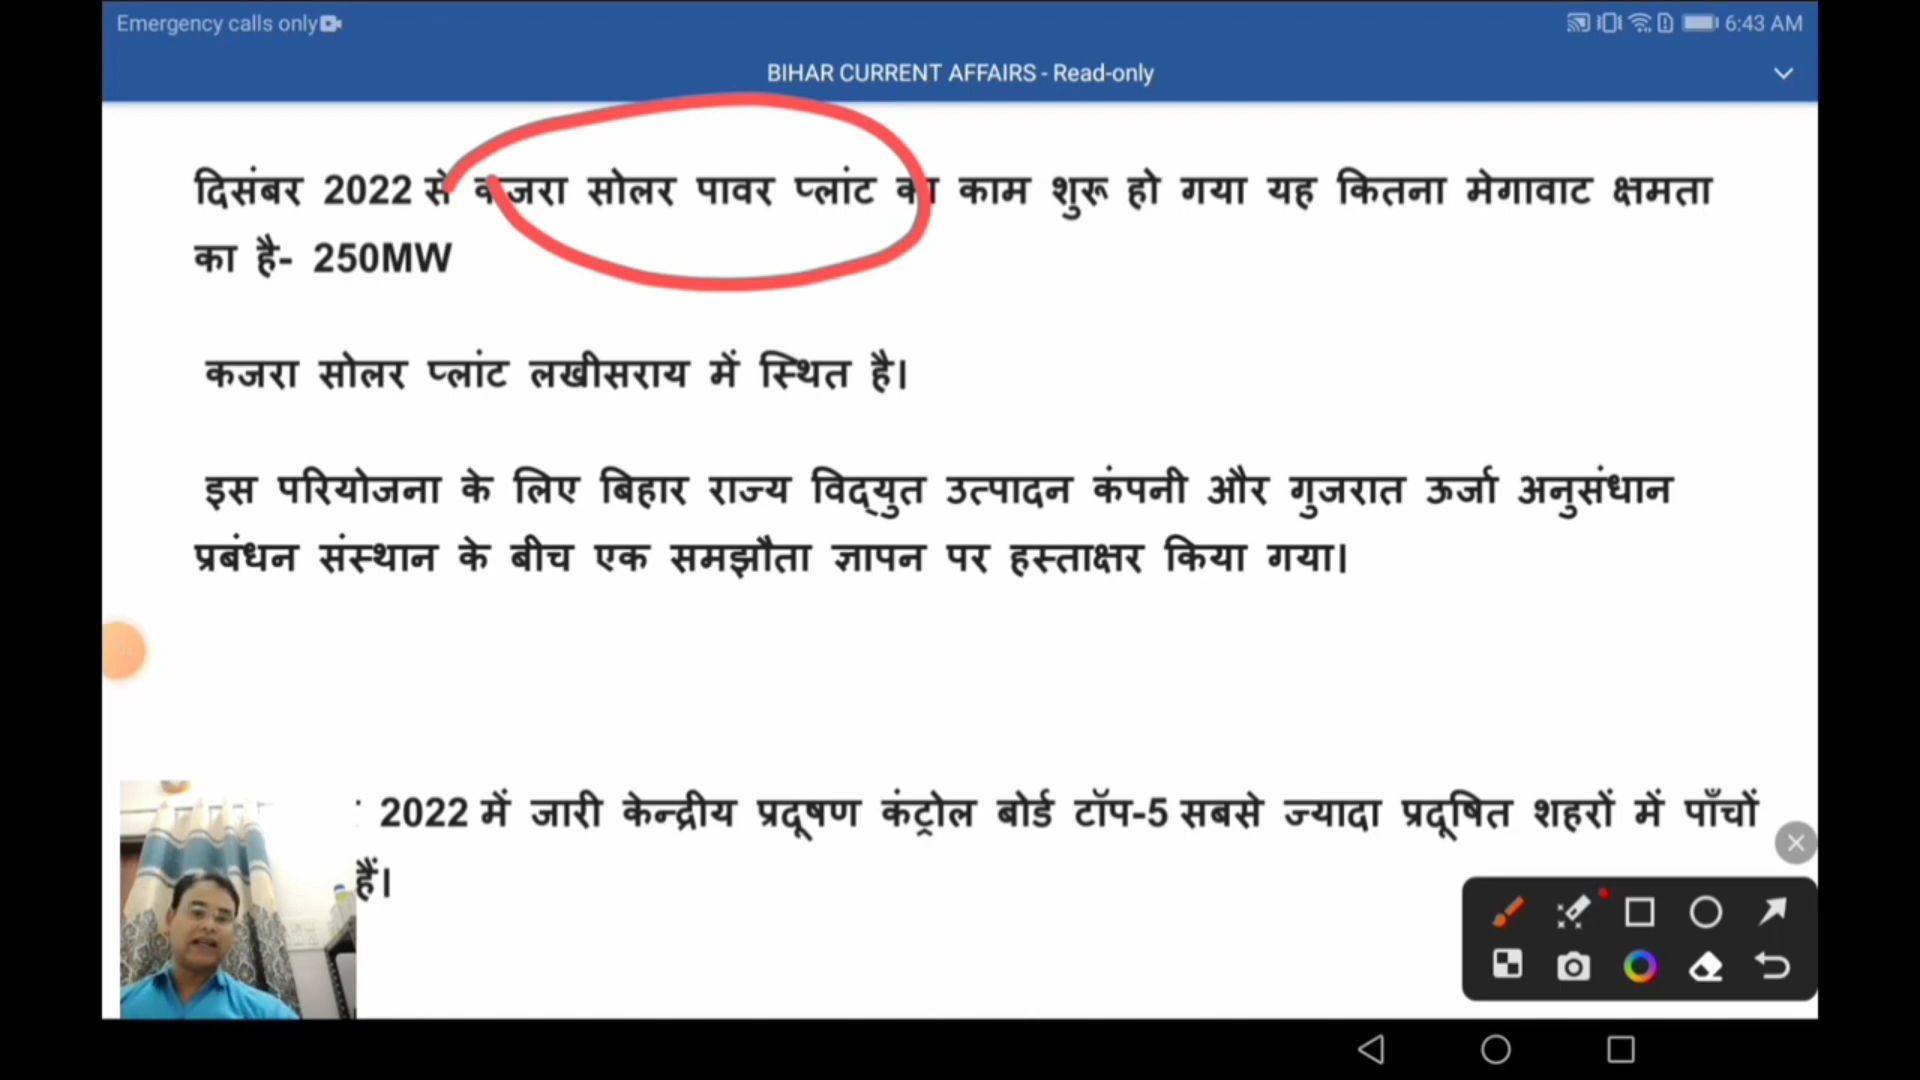 Emergency calls only
6:43 AM
BIHAR CURRENT AFFAIRS - Read-only
दिसंबर 2022 से कजरा सोलर पावर प्लांट का काम शुरू हो गया यह कितना मेगावाट क्षमता
का है- 250MW
कजरा सोलर प्लांट लखीसराय में स्थित है।
इस परियोजना के लिए बिहार राज्य विद्युत उत्पादन कंपनी और गुजरात ऊर्जा अनुसंधान
प्रबंधन संस्थान के बीच एक समझौता ज्ञापन पर हस्ताक्षर किया गया।
2022 में जारी केन्द्रीय प्रदूषण कंट्रोल बोर्ड टॉप-5 सबसे ज्यादा प्रदूषित शहरों में पाँचों
हैं।